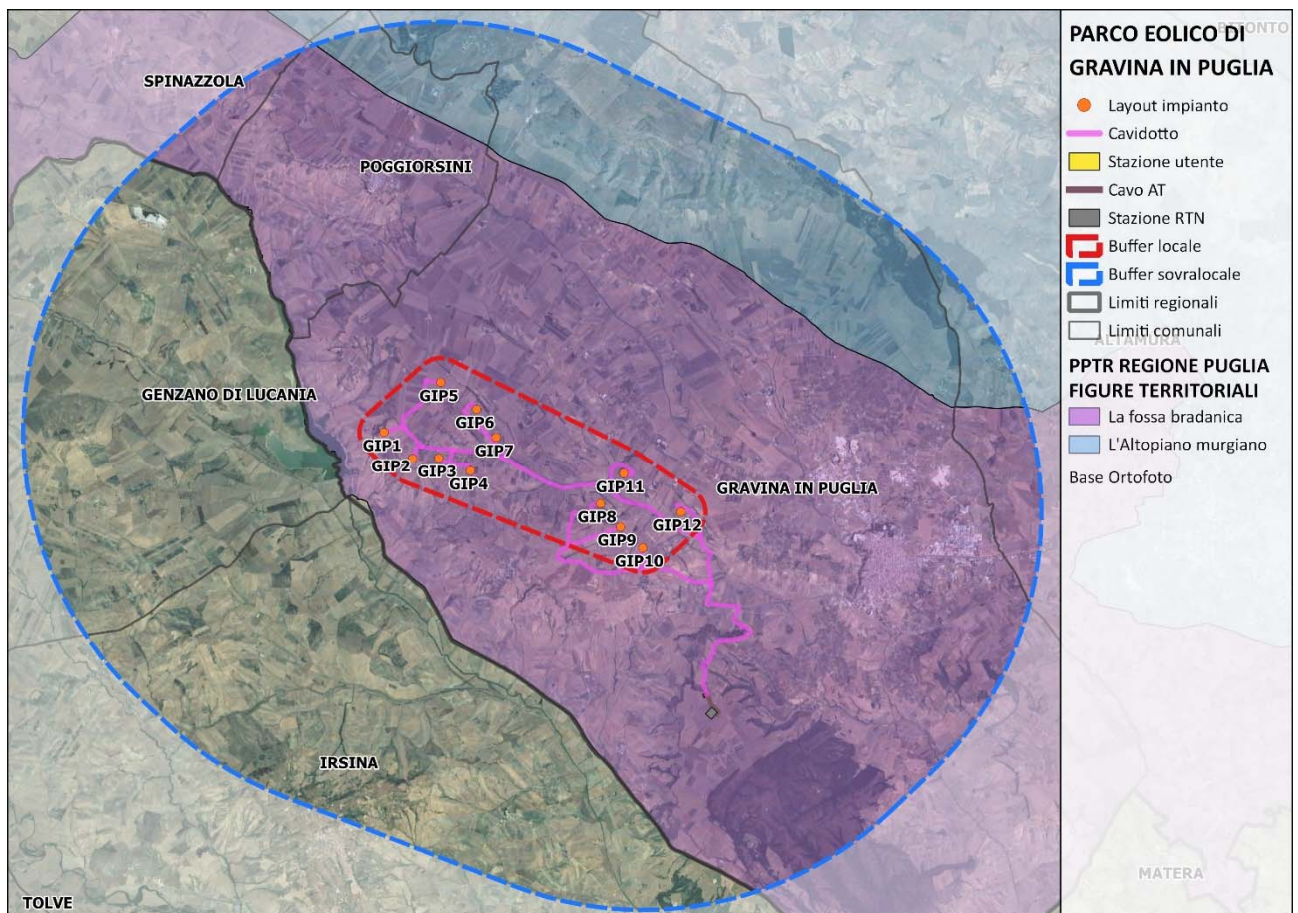 SPINAZZOLA
POGGIORSINI
GENZANO DI LUCANIA
GIP5
GIP6
GIP1
GIP7
GIP2
GIP3
GIP4
GIP11
GRAVINA IN PUGLIA
GIP8
GIP12
GIP9
GIP10
IRSINA
TOLVE
BITONTO
PARCO EOLICO DI
GRAVINA IN PUGLIA
Layout impianto
Cavidotto
Stazione utente
Cavo AT
Stazione RTN
Buffer locale
Buffer sovralocale
Limiti regionali
Limiti comunali
ALTAMURA
PPTR REGIONE PUGLIA
FIGURE TERRITORIALI
La fossa bradanica
L'Altopiano murgiano
Base Ortofoto
MATERA